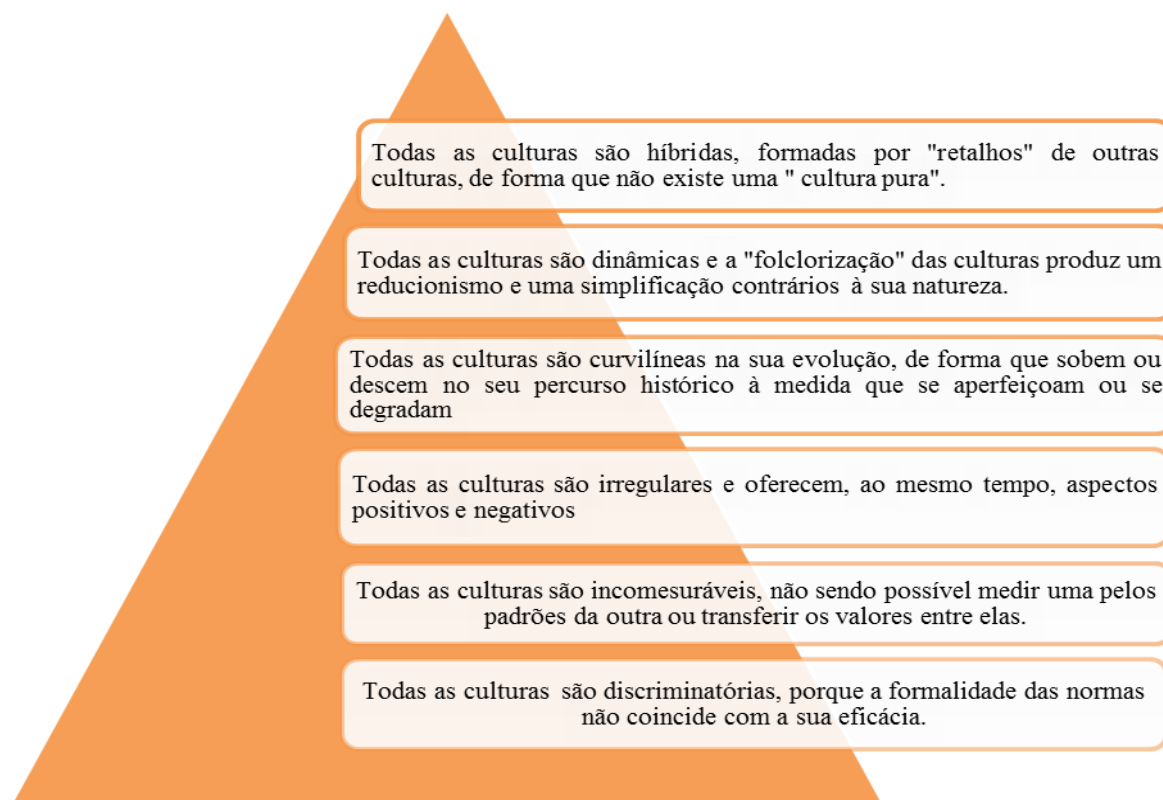 Todas as culturas são híbridas, formadas por "retalhos" de outras
culturas, de forma que não existe uma " cultura pura".
Todas as culturas são dinâmicas e a "folclorização" das culturas produz um
reducionismo e uma simplificação contrários à sua natureza.
Todas as culturas são curvilíneas na sua evolução, de forma que sobem ou
descem no seu percurso histórico à medida que se aperfeiçoam ou se
degradam
Todas as culturas são irregulares e oferecem, ao mesmo tempo, aspectos
positivos e negativos
Todas as culturas são incomesuráveis, não sendo possível medir uma pelos
padrões da outra ou transferir os valores entre elas.
Todas as culturas são discriminatórias, porque a formalidade das normas
não coincide com a sua eficácia.